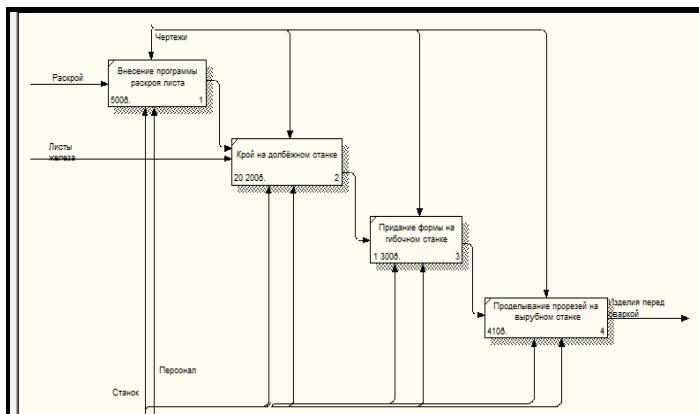 Чертежи
Внесение программы
раскроя листа
500б. 1
Раскрой
Листы
железа
Крой на долбёжном станке
20 200б. 2
Придание формы на
гибочном станке
1 300б. 3
Проделывание прорезей на
вырубном станке
410б. 4
Изделия перед
сваркой
Персонал
Станок